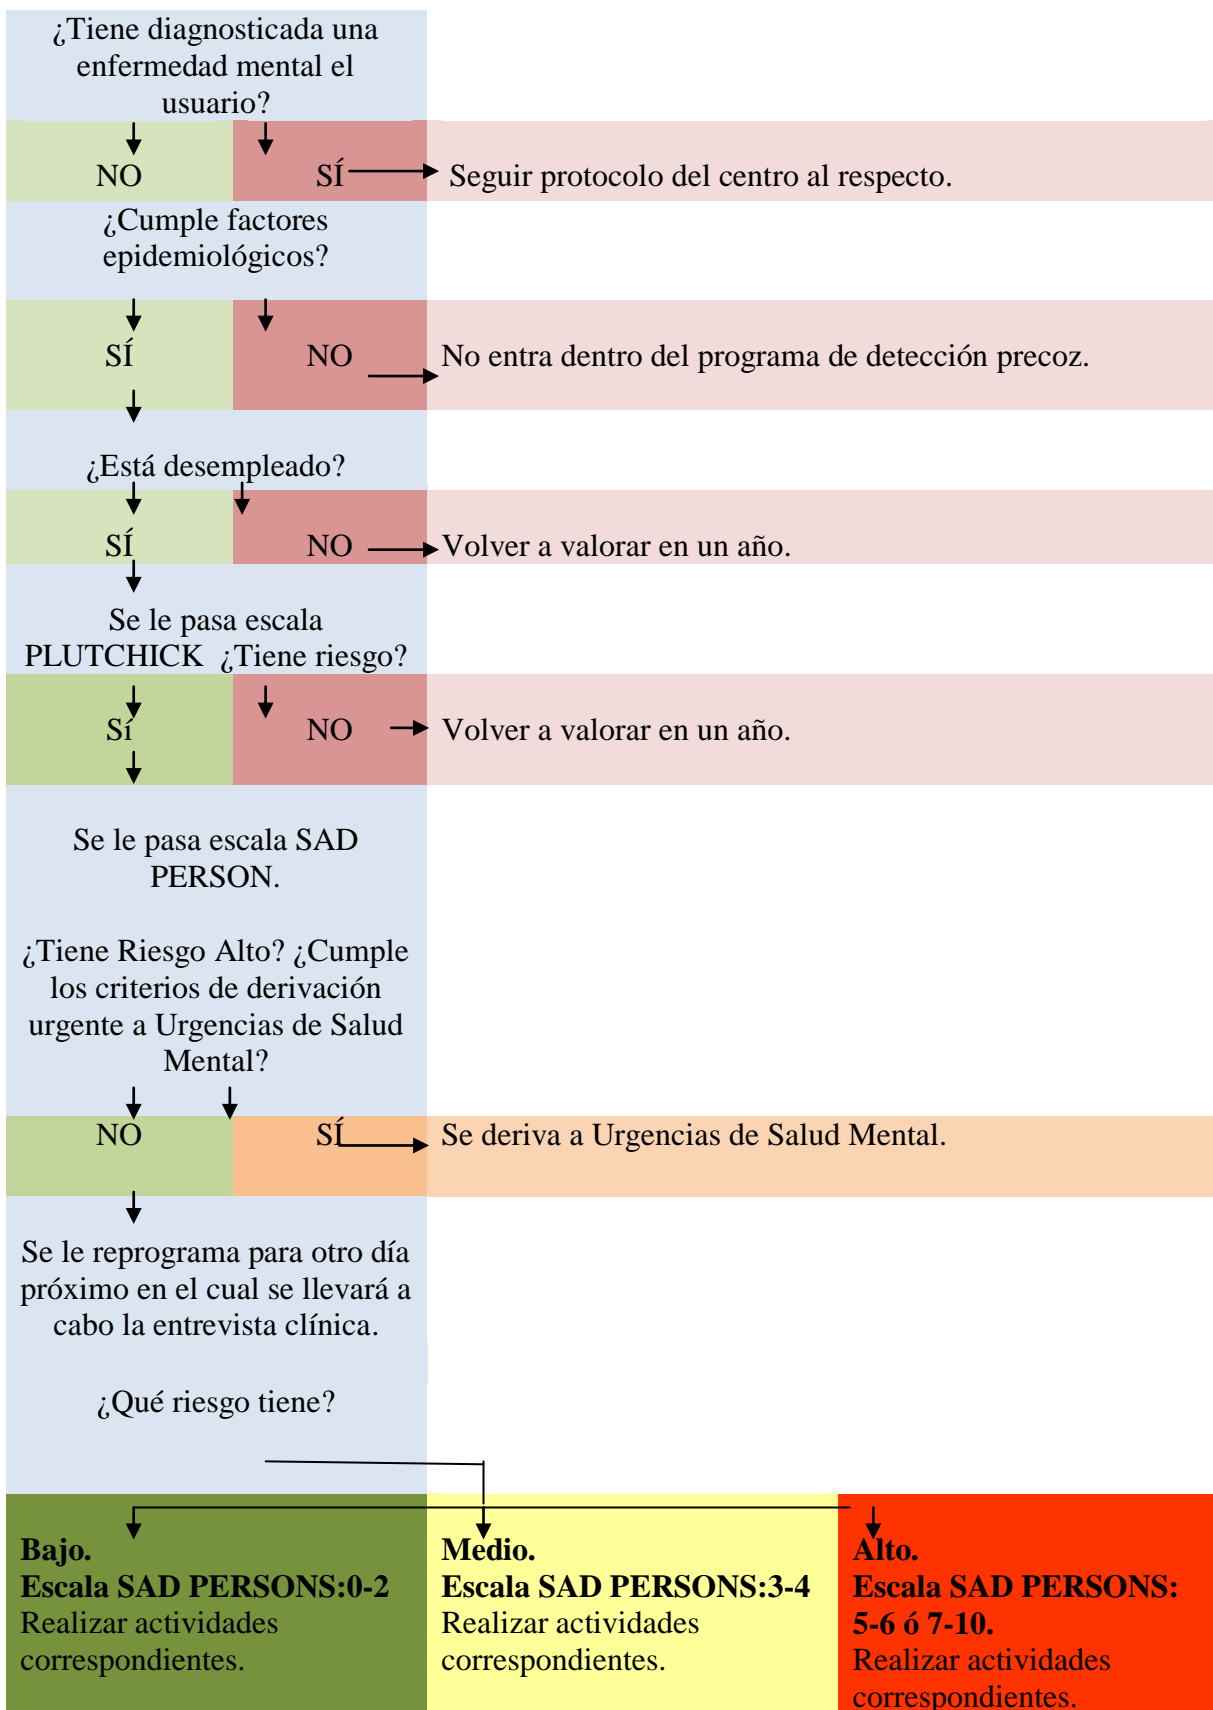 ¿Tiene diagnosticada una
enfermedad mental el
usuario?
NO
SÍ
Seguir protocolo del centro al respecto.
¿Cumple factores
epidemiológicos?
SÍ
NO
No entra dentro del programa de detección precoz.
¿Está desempleado?
SÍ
NO
Volver a valorar en un año.
Se le pasa escala
PLUTCHICK ¿Tiene riesgo?
Sí
NO
Volver a valorar en un año.
Se le pasa escala SAD
PERSON.
¿Tiene Riesgo Alto? ¿Cumple
los criterios de derivación
urgente a Urgencias de Salud
Mental?
NO
SÍ
Se deriva a Urgencias de Salud Mental.
Se le reprograma para otro día
próximo en el cual se llevará a
cabo la entrevista clínica.
¿Qué riesgo tiene?
Bajo.
Escala SAD PERSONS:0-2
Realizar actividades
correspondientes.
Medio.
Escala SAD PERSONS:3-4
Realizar actividades
correspondientes.
Alto.
Escala SAD PERSONS:
5-6 ó 7-10.
Realizar actividades
correspondientes.